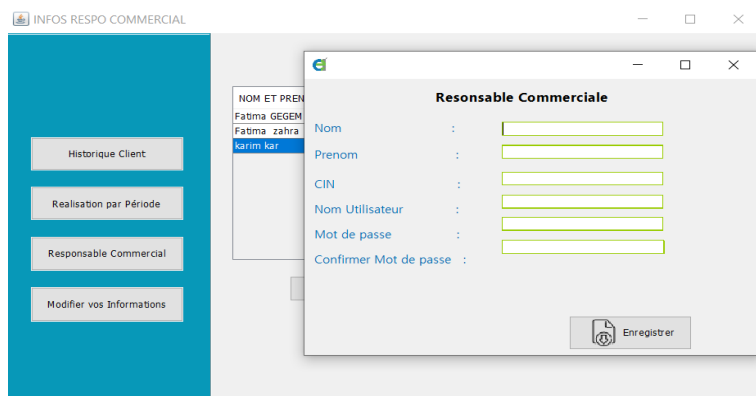 INFOS RESPO COMMERCIAL
Historique Client
Realisation par Période
Responsable Commercial
Modifier vos Informations
NOM ET PREN
Fatima GEGEM
Fatima zahra
karim kar
Resonsable Commerciale
Nom :
Prenom :
CIN :
Nom Utilisateur :
Mot de passe :
Confirmer Mot de passe :
Enregistrer